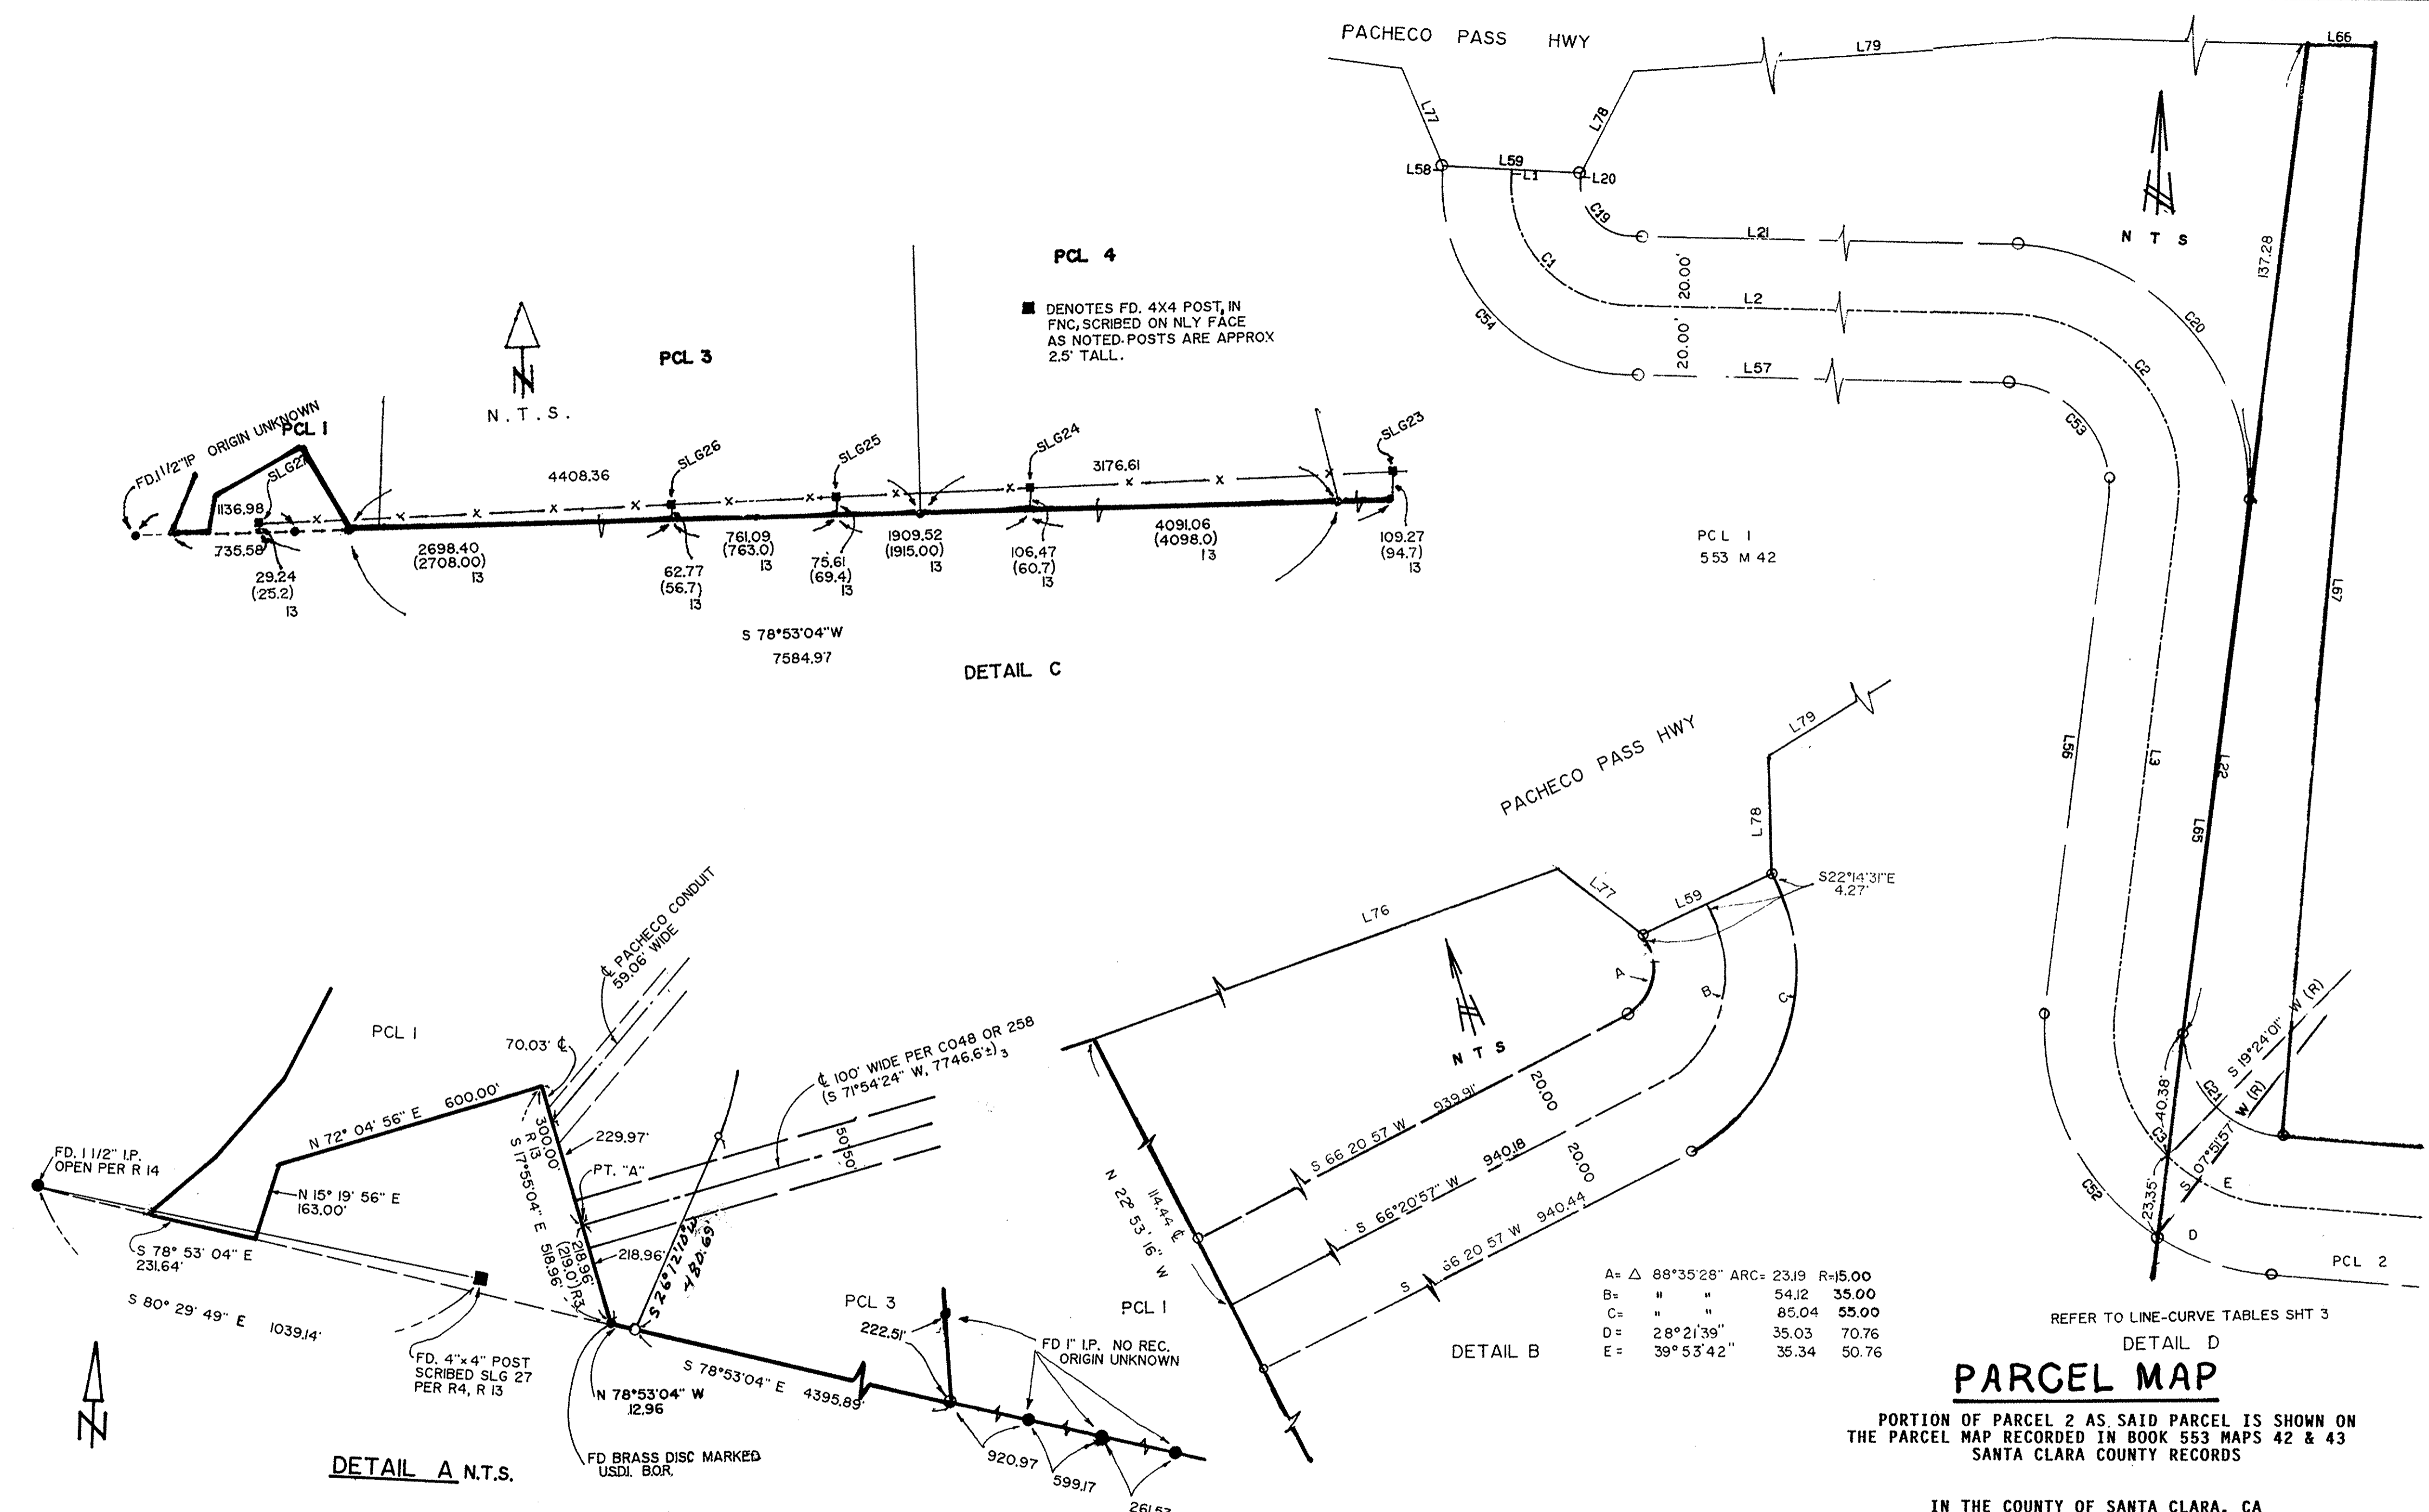 PACHECO PASS HWY
L66
L79
L77
L78
L59
L58
L1
L20
C19
L21
N T S
137.28
C1
20.00'
L2
C54
20.00'
L57
C20
C2
C53
PCL 1
553 M 42
L67
L56
L3
L22
L65
S 19°24'01" W (R)
C21
40.38'
W (R)
C3
S 07°51'57"
E
C52
23.35'
D
PCL 2
REFER TO LINE-CURVE TABLES SHT 3
DETAIL D
PCL 4
DENOTES FD. 4X4 POST, IN
FNC, SCRIBED ON NLY FACE
AS NOTED. POSTS ARE APPROX
2.5' TALL.
PCL 3
N
N.T.S.
FD. 1 1/2" IP ORIGIN UNKNOWN
PCL 1
SLG27
SLG26
SLG25
SLG24
SLG23
4408.36
3176.61
1136.98
735.58
29.24
(25.2)
13
2698.40
(2708.00)
13
62.77
(56.7)
13
761.09
(763.0)
13
75.61
(69.4)
13
1909.52
(1915.00)
13
106.47
(60.7)
13
4091.06
(4098.0)
13
109.27
(94.7)
13
S 78°53'04"W
7584.97
DETAIL C
PACHECO PASS HWY
L79
L78
L77
L59
S22°14'31"E
4.27'
L76
A
B
C
N T S
S 66 20 57 W 939.91'
20.00
S 66°20'57" W 940.18
20.00
S 66 20 57 W 940.44
114.44 ℄
N 22° 53' 16" W
DETAIL B
A= △ 88°35'28" ARC= 23.19 R=15.00
B= " " 54.12 35.00
C= " " 85.04 55.00
D= 28°21'39" 35.03 70.76
E= 39°53'42" 35.34 50.76
℄ PACHECO CONDUIT
59.06' WIDE
PCL 1
70.03' ℄
℄ 100' WIDE PER CO48 OR 258
(S 71°54'24" W, 7746.6'±) 3
N 72° 04' 56" E 600.00'
300.00'
R 13
S 17°55'04" E 518.96'
229.97'
PT. "A"
50'50'
FD. 1 1/2" I.P.
OPEN PER R 14
N 15° 19' 56" E
163.00'
218.96'
218.96'
(219.0')R3
S 26°12'18"W
480.69'
S 78° 53' 04" E
231.64'
S 80° 29' 49" E 1039.14'
FD. 4"x4" POST
SCRIBED SLG 27
PER R4, R 13
N 78°53'04" W
12.96
S 78°53'04" E 4395.89'
PCL 3
222.51'
PCL 1
FD 1" I.P. NO REC.
ORIGIN UNKNOWN
920.97
599.17
261.57
FD BRASS DISC MARKED
U.S.D.I. B.O.R.
N
DETAIL A N.T.S.
PARCEL MAP
PORTION OF PARCEL 2 AS SAID PARCEL IS SHOWN ON
THE PARCEL MAP RECORDED IN BOOK 553 MAPS 42 & 43
SANTA CLARA COUNTY RECORDS
IN THE COUNTY OF SANTA CLARA, CA